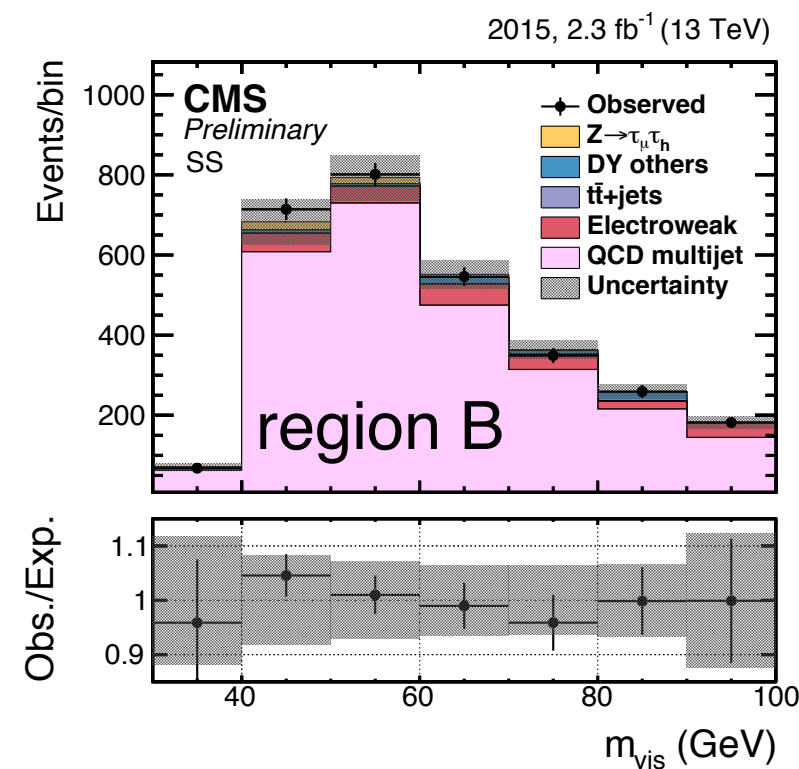 2015, 2.3 fb⁻¹ (13 TeV)
Events/bin
1000
800
600
400
200
CMS
Preliminary
SS
Observed
Z→τ_μτ_h
DY others
tt̄+jets
Electroweak
QCD multijet
Uncertainty
region B
Obs./Exp.
1.1
1
0.9
40
60
80
100
m_vis (GeV)